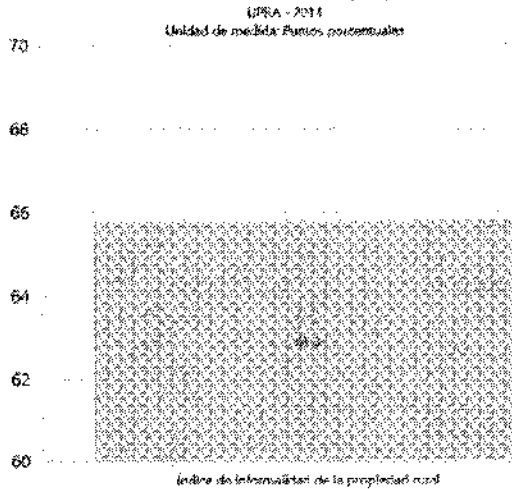 UPRA - 2014
Unidad de medida: Puntos porcentuales
70
68
66
64
62
60
Índice de informalidad de la propiedad rural